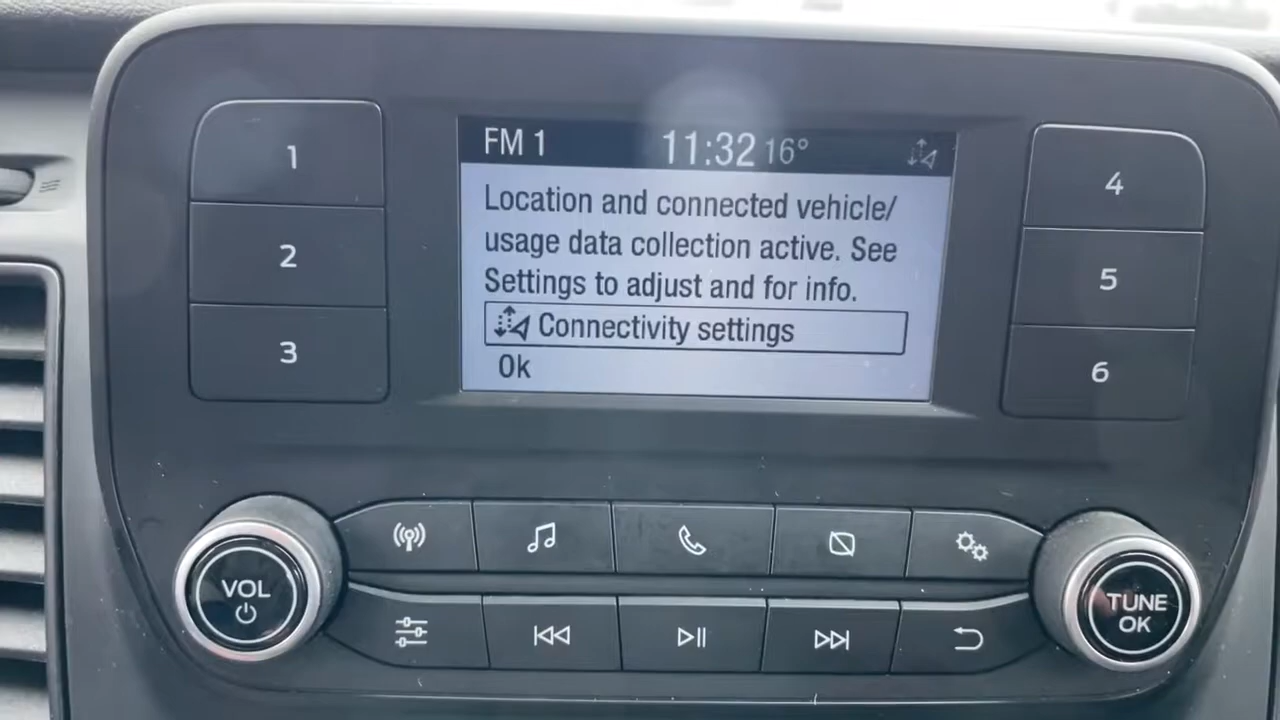 FM 1 11:32 16°
Location and connected vehicle/
usage data collection active. See
Settings to adjust and for info.
Connectivity settings
Ok
1
2
3
4
5
6
VOL
TUNE
OK